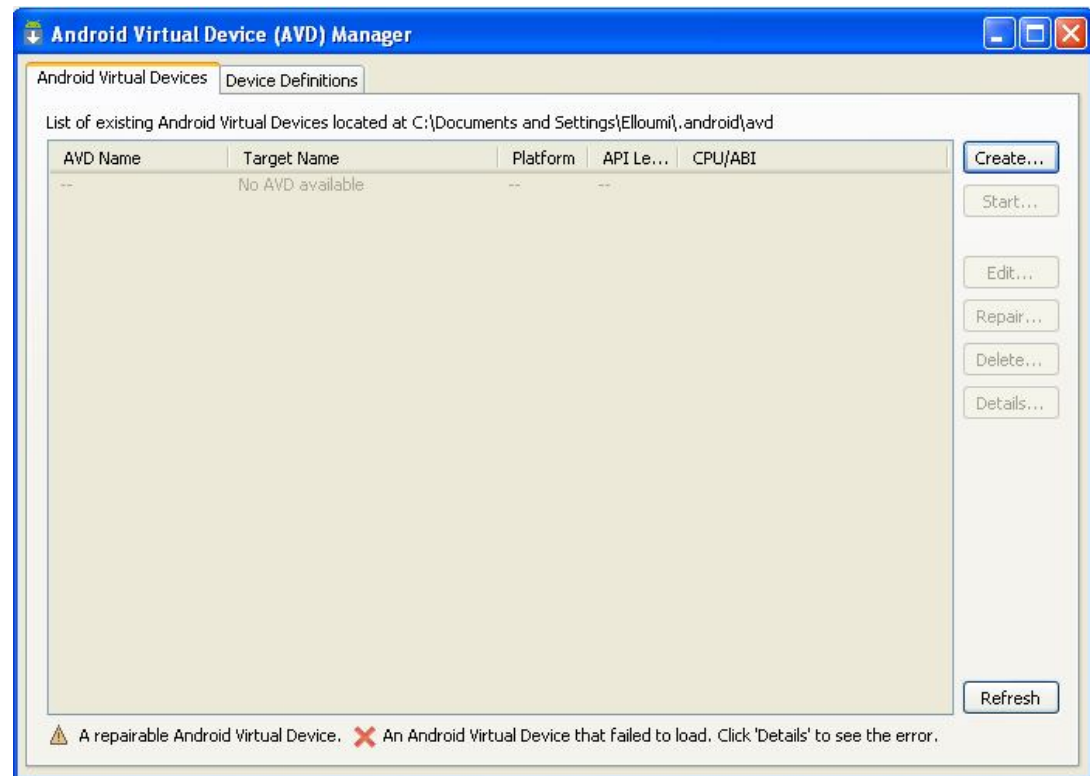 Android Virtual Device (AVD) Manager
Android Virtual Devices Device Definitions
List of existing Android Virtual Devices located at C:\Documents and Settings\Elloumi\.android\avd
AVD Name Target Name Platform API Le... CPU/ABI
-- No AVD available -- --
Create...
Start...
Edit...
Repair...
Delete...
Details...
Refresh
A repairable Android Virtual Device. An Android Virtual Device that failed to load. Click 'Details' to see the error.